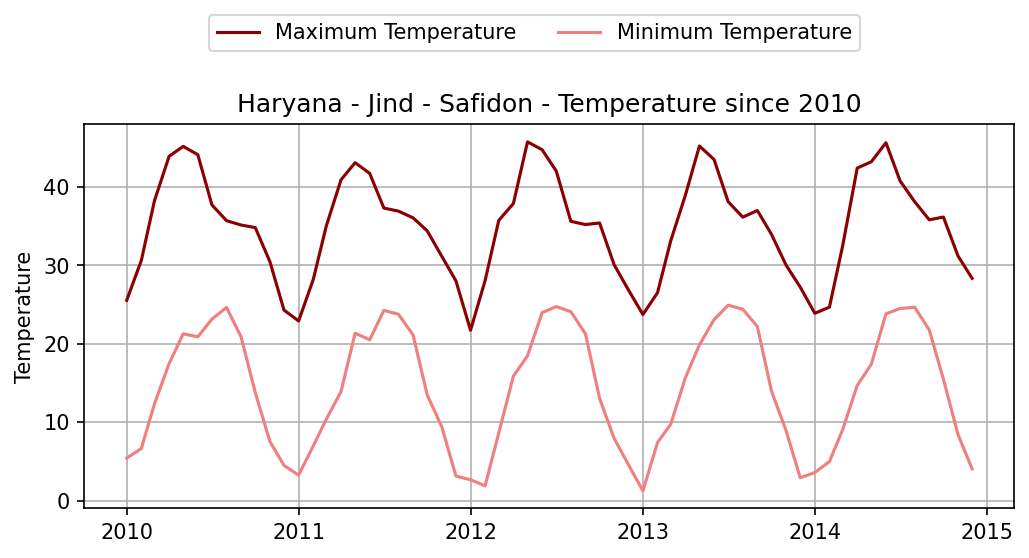 Maximum Temperature
Minimum Temperature
Haryana - Jind - Safidon - Temperature since 2010
Temperature
40
30
20
10
0
2010
2011
2012
2013
2014
2015